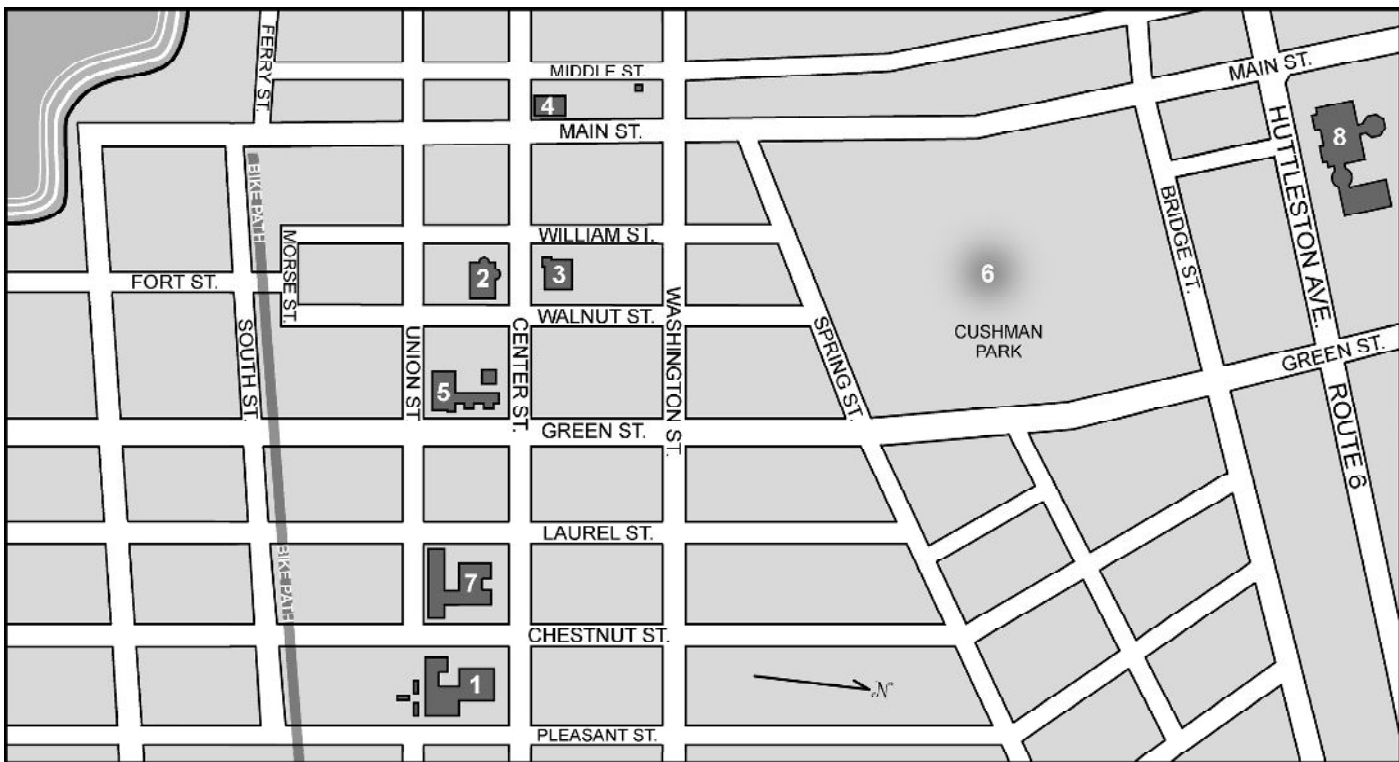 FERRY ST.
MIDDLE ST.
MAIN ST.
4
MAIN ST.
8
BIKE PATH
MORSE ST.
WILLIAM ST.
HUTTLESTON AVE.
BRIDGE ST.
FORT ST.
2
3
6
WALNUT ST.
WASHINGTON ST.
SOUTH ST.
UNION ST.
CENTER ST.
SPRING ST.
CUSHMAN
PARK
GREEN ST.
5
GREEN ST.
ROUTE 6
LAUREL ST.
BIKE PATH
7
CHESTNUT ST.
1
N
PLEASANT ST.